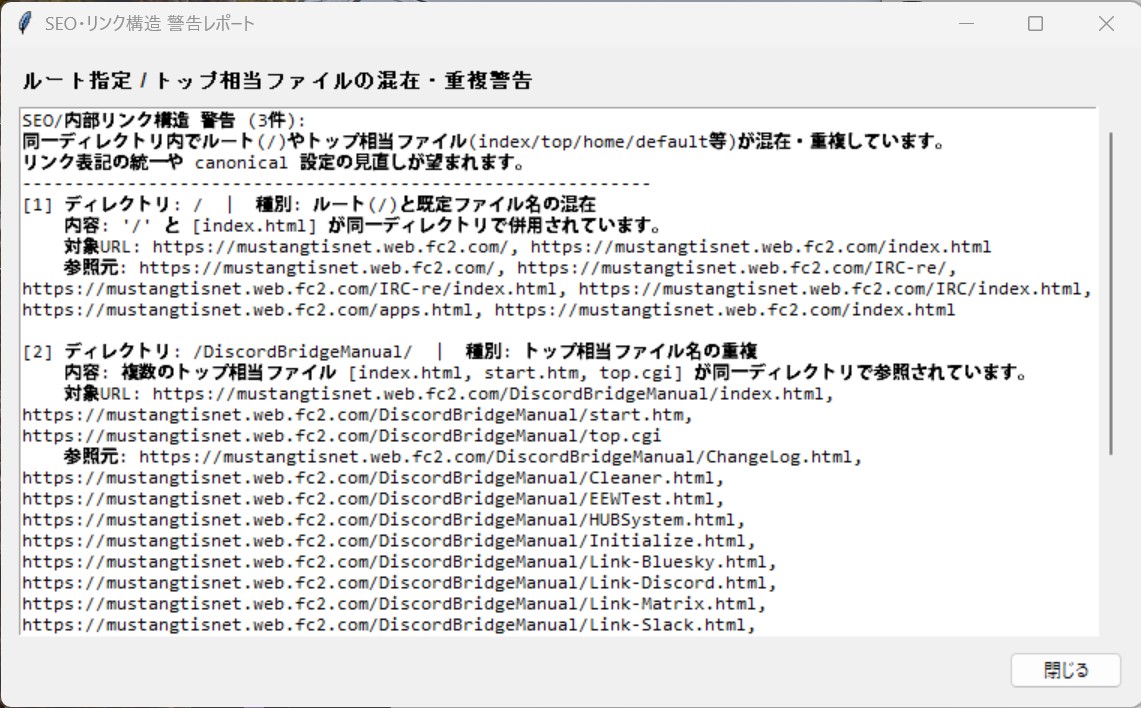 SEO・リンク構造 警告レポート
ルート指定 / トップ相当ファイルの混在・重複警告
SEO/内部リンク構造 警告 (3件):
同一ディレクトリ内でルート(/)やトップ相当ファイル(index/top/home/default等)が混在・重複しています。
リンク表記の統一や canonical 設定の見直しが望まれます。
------------------------------------------------------------
[1] ディレクトリ: / | 種別: ルート(/)と既定ファイル名の混在
内容: '/' と [index.html] が同一ディレクトリで併用されています。
対象URL: https://mustangtisnet.web.fc2.com/, https://mustangtisnet.web.fc2.com/index.html
参照元: https://mustangtisnet.web.fc2.com/, https://mustangtisnet.web.fc2.com/IRC-re/,
https://mustangtisnet.web.fc2.com/IRC-re/index.html, https://mustangtisnet.web.fc2.com/IRC/index.html,
https://mustangtisnet.web.fc2.com/apps.html, https://mustangtisnet.web.fc2.com/index.html
[2] ディレクトリ: /DiscordBridgeManual/ | 種別: トップ相当ファイル名の重複
内容: 複数のトップ相当ファイル [index.html, start.htm, top.cgi] が同一ディレクトリで参照されています。
対象URL: https://mustangtisnet.web.fc2.com/DiscordBridgeManual/index.html,
https://mustangtisnet.web.fc2.com/DiscordBridgeManual/start.htm,
https://mustangtisnet.web.fc2.com/DiscordBridgeManual/top.cgi
参照元: https://mustangtisnet.web.fc2.com/DiscordBridgeManual/ChangeLog.html,
https://mustangtisnet.web.fc2.com/DiscordBridgeManual/Cleaner.html,
https://mustangtisnet.web.fc2.com/DiscordBridgeManual/EEWTest.html,
https://mustangtisnet.web.fc2.com/DiscordBridgeManual/HUBSystem.html,
https://mustangtisnet.web.fc2.com/DiscordBridgeManual/Initialize.html,
https://mustangtisnet.web.fc2.com/DiscordBridgeManual/Link-Bluesky.html,
https://mustangtisnet.web.fc2.com/DiscordBridgeManual/Link-Discord.html,
https://mustangtisnet.web.fc2.com/DiscordBridgeManual/Link-Matrix.html,
https://mustangtisnet.web.fc2.com/DiscordBridgeManual/Link-Slack.html,
閉じる